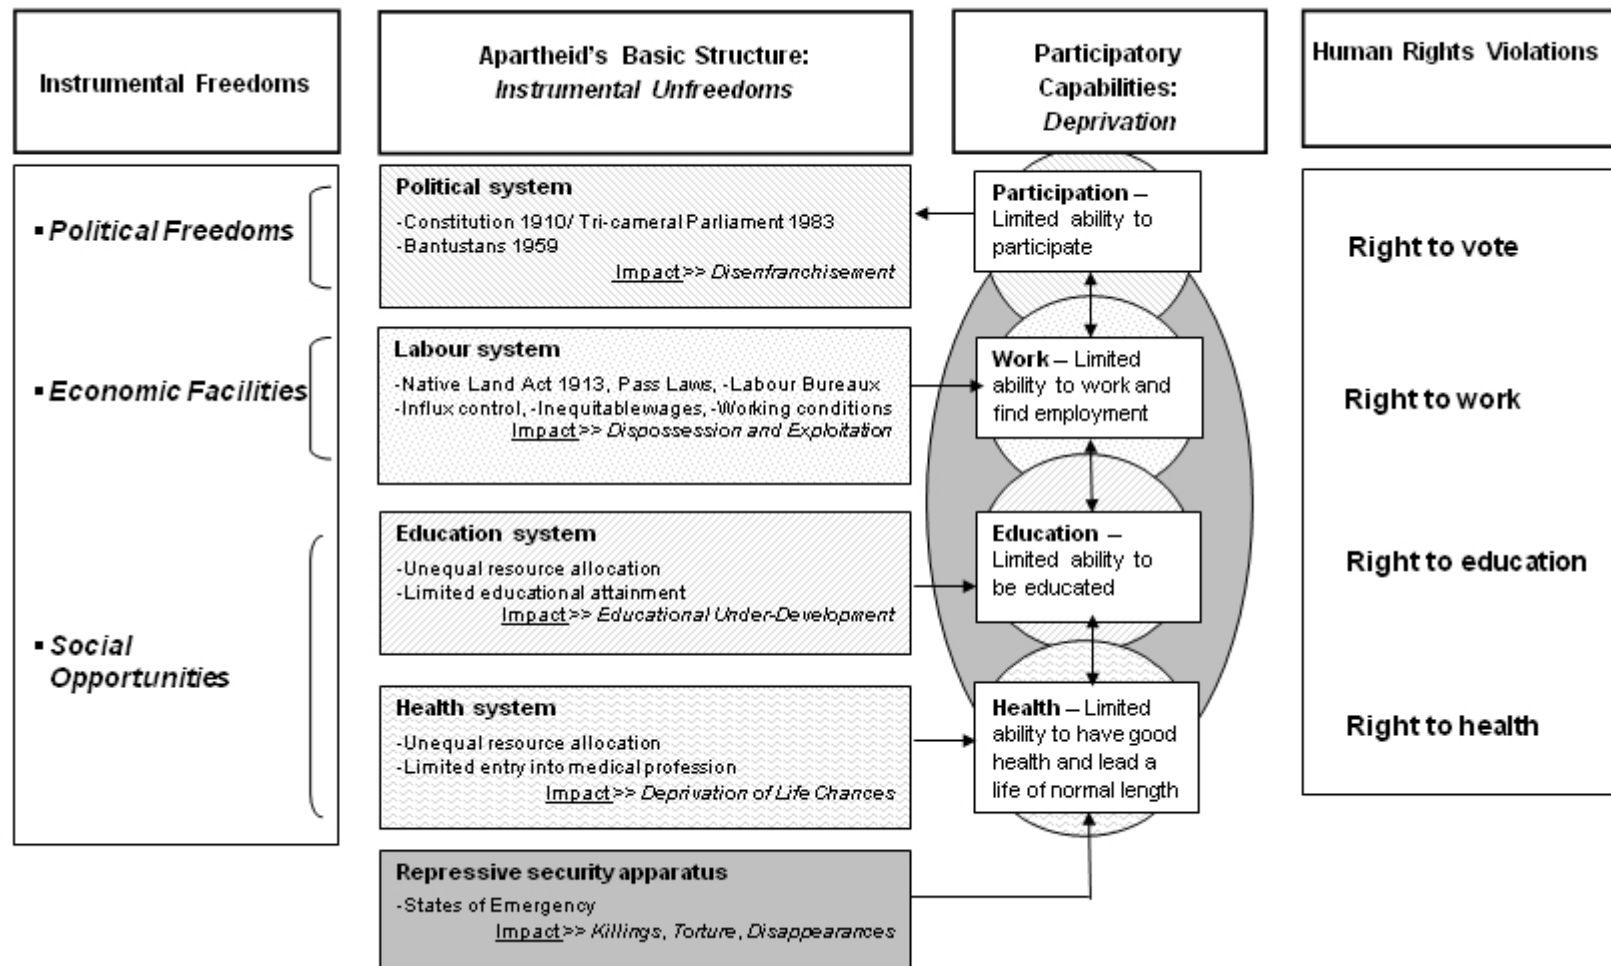 Instrumental Freedoms
Apartheid's Basic Structure:
Instrumental Unfreedoms
Participatory
Capabilities:
Deprivation
Human Rights Violations
▪ Political Freedoms
▪ Economic Facilities
▪ Social
Opportunities
Political system
-Constitution 1910/ Tri-cameral Parliament 1983
-Bantustans 1959
Impact>> Disenfranchisement
Labour system
-Native Land Act 1913, Pass Laws, -Labour Bureaux
-Influx control, -Inequitable wages, -Working conditions
Impact>> Dispossession and Exploitation
Education system
-Unequal resource allocation
-Limited educational attainment
Impact>> Educational Under-Development
Health system
-Unequal resource allocation
-Limited entry into medical profession
Impact>> Deprivation of Life Chances
Repressive security apparatus
-States of Emergency
Impact>> Killings, Torture, Disappearances
Participation –
Limited ability to
participate
Work – Limited
ability to work and
find employment
Education –
Limited ability to
be educated
Health – Limited
ability to have good
health and lead a
life of normal length
Right to vote
Right to work
Right to education
Right to health